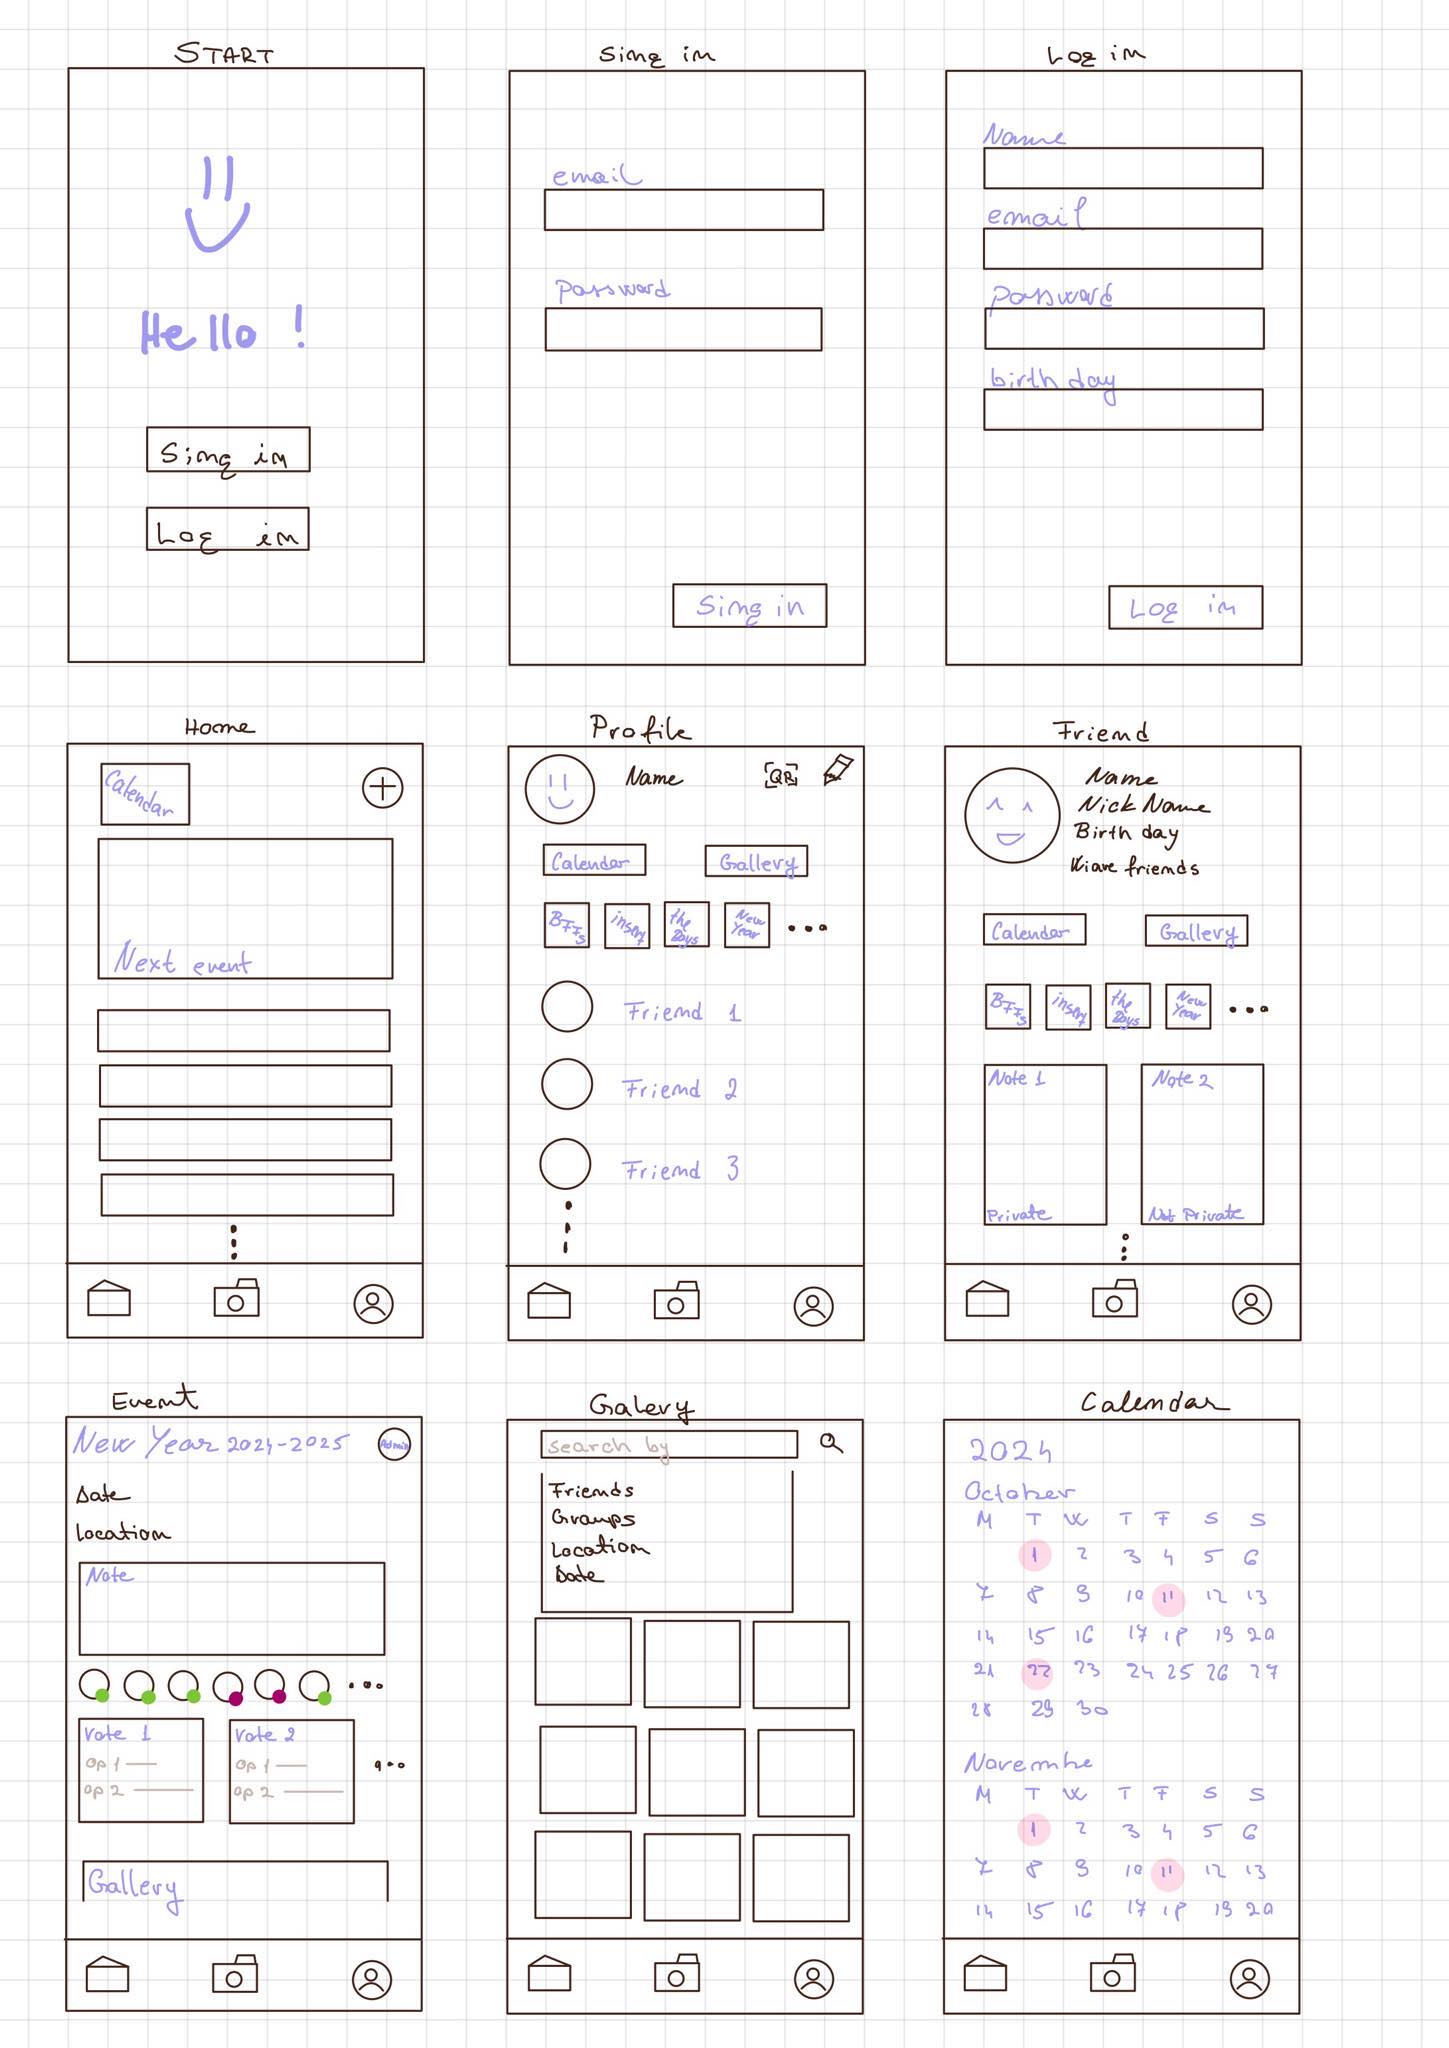 START
Sing in
Log in
Hello !
Sing in
Log in
email
password
Sing in
Name
email
password
birth day
Log in
Home
Profile
Friend
Calendar
Next event
Name
QR
Calendar
Gallery
BFFs
insert
the Boys
New Year
Friend 1
Friend 2
Friend 3
Name
Nick Name
Birth day
friends
Calendar
Gallery
BFFs
insert
the Boys
New Year
Note 1
Private
Note 2
Not Private
Event
Galery
Calendar
New Year 2024-2025
Admin
Date
Location
Note
Vote 1
op 1
op 2
Vote 2
op 1
op 2
Gallery
search by
Friends
Groups
Location
Date
2024
October
M T W T F S S
1 2 3 4 5 6
7 8 9 10 11 12 13
14 15 16 17 18 19 20
21 22 23 24 25 26 27
28 29 30
Novembe
M T W T F S S
1 2 3 4 5 6
7 8 9 10 11 12 13
14 15 16 17 18 19 20